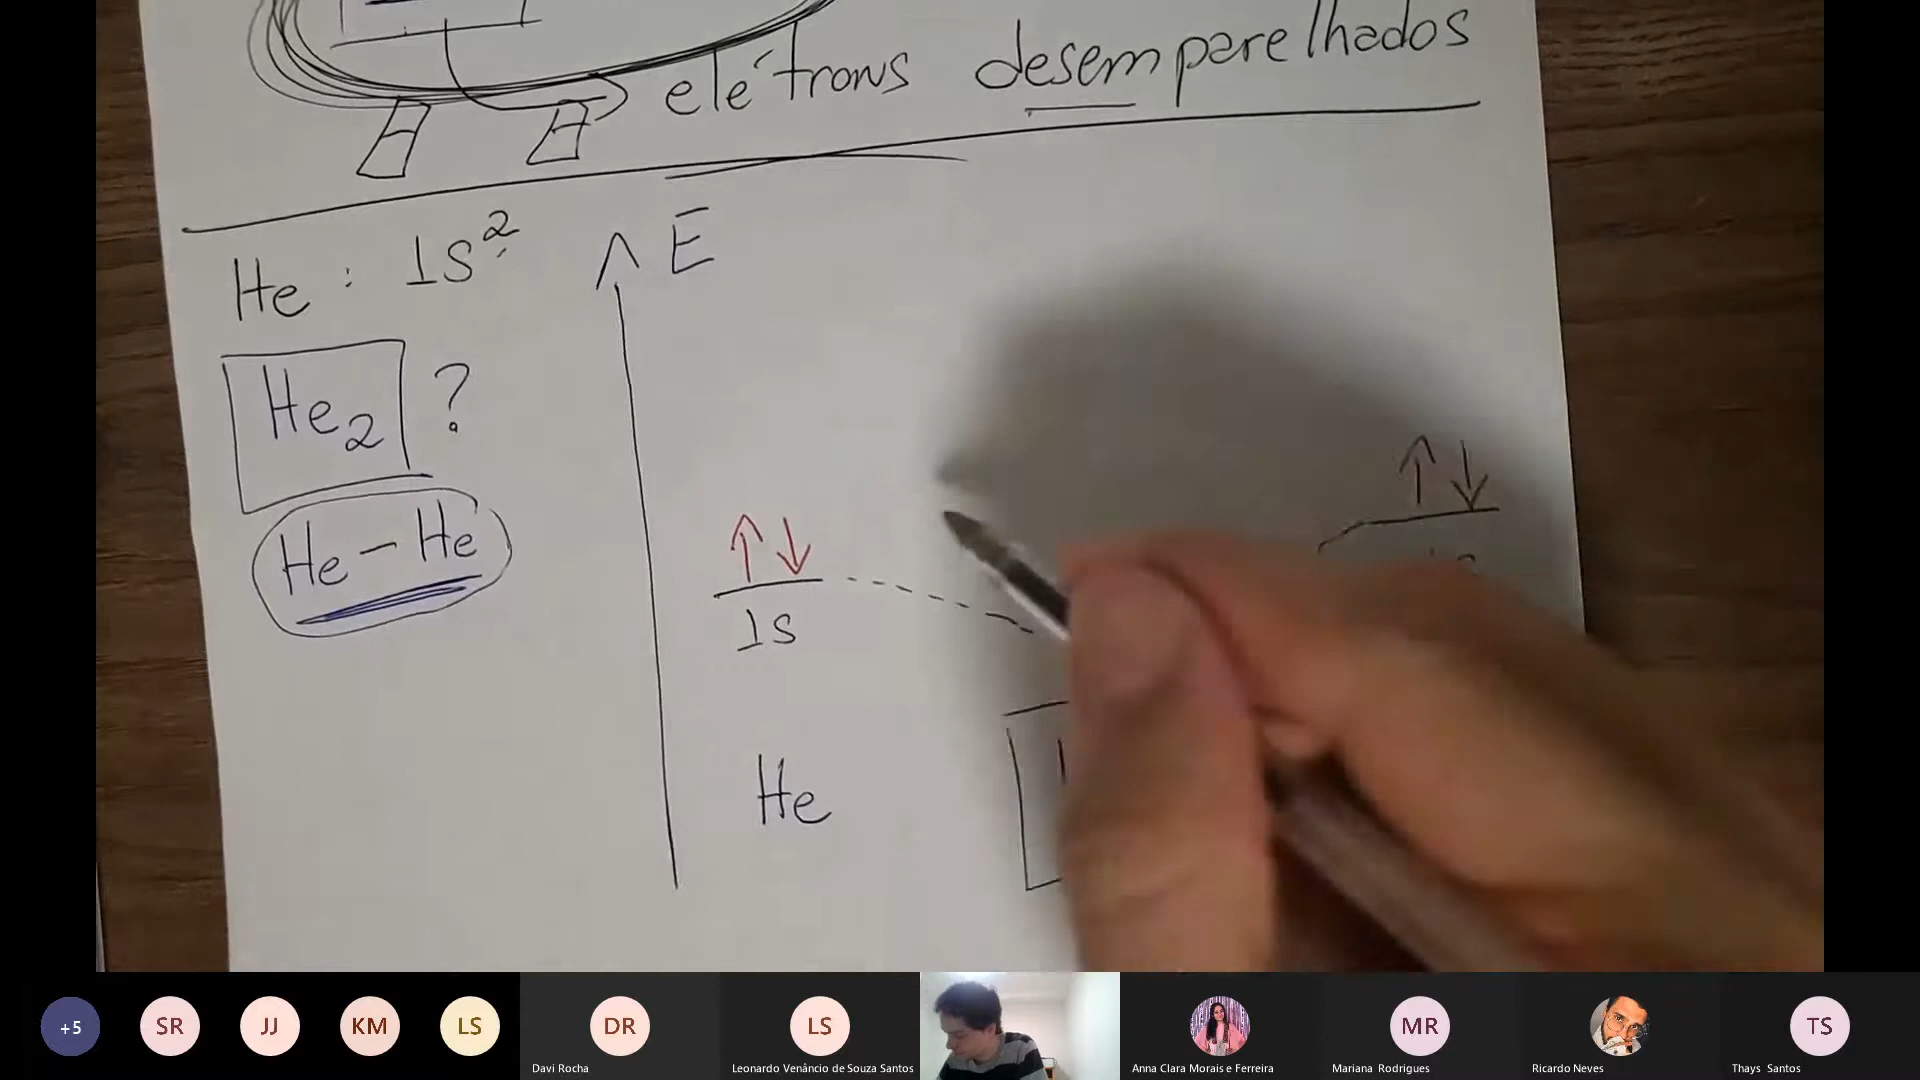 elétrons desemparelhados
He : 1S²
E
He₂ ?
He – He
↑↓
1S
↑↓
He
+5
SR
JJ
KM
LS
DR
LS
MR
TS
Davi Rocha
Leonardo Venâncio de Souza Santos
Anna Clara Morais e Ferreira
Mariana Rodrigues
Ricardo Neves
Thays Santos